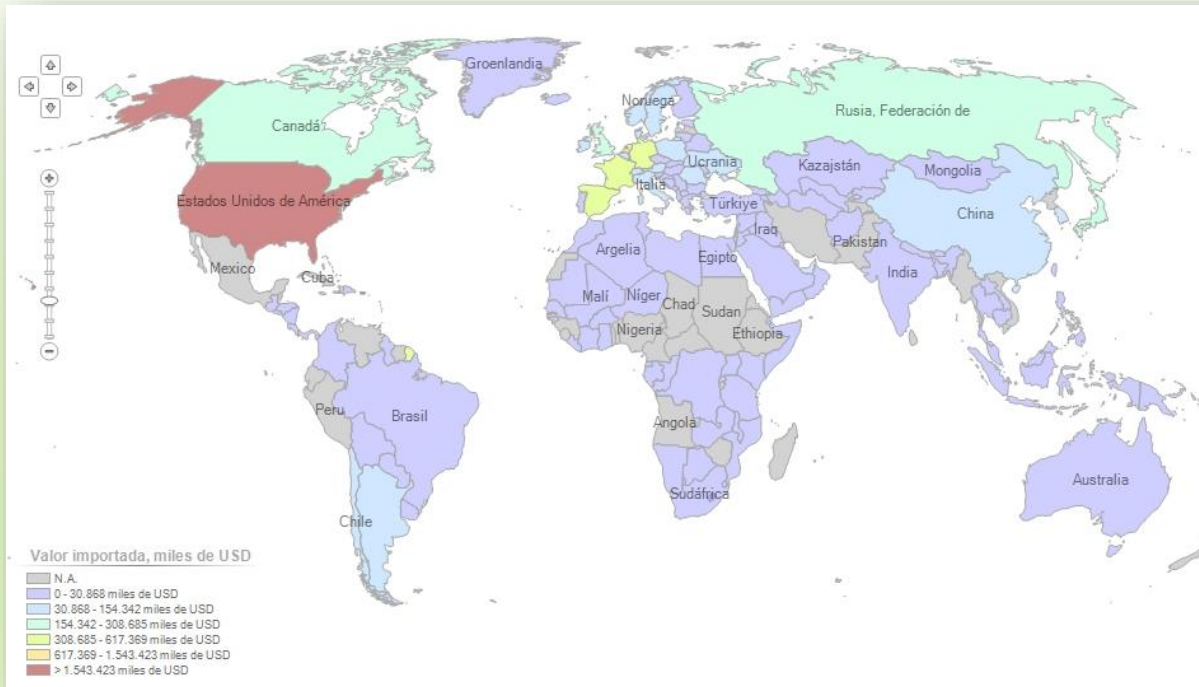 Groenlandia
Noruega
Canadá
Rusia, Federación de
Ucrania
Kazajstán
Mongolia
Italia
Estados Unidos de América
Türkiye
China
Iraq
Pakistan
Argelia
Egipto
Mexico
Cuba
India
Malí
Níger
Chad
Sudan
Nigeria
Ethiopia
Peru
Brasil
Angola
Australia
Sudáfrica
Chile
Valor importada, miles de USD
N.A.
0 - 30.868 miles de USD
30.868 - 154.342 miles de USD
154.342 - 308.685 miles de USD
308.685 - 617.369 miles de USD
617.369 - 1.543.423 miles de USD
> 1.543.423 miles de USD